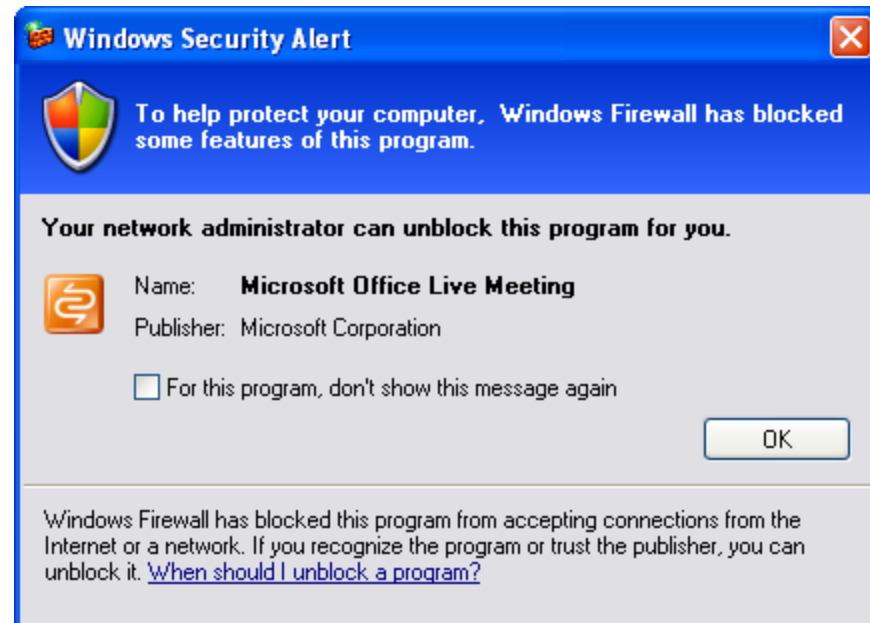 Windows Security Alert
To help protect your computer, Windows Firewall has blocked
some features of this program.
Your network administrator can unblock this program for you.
Name: Microsoft Office Live Meeting
Publisher: Microsoft Corporation
For this program, don't show this message again
OK
Windows Firewall has blocked this program from accepting connections from the
Internet or a network. If you recognize the program or trust the publisher, you can
unblock it. When should I unblock a program?